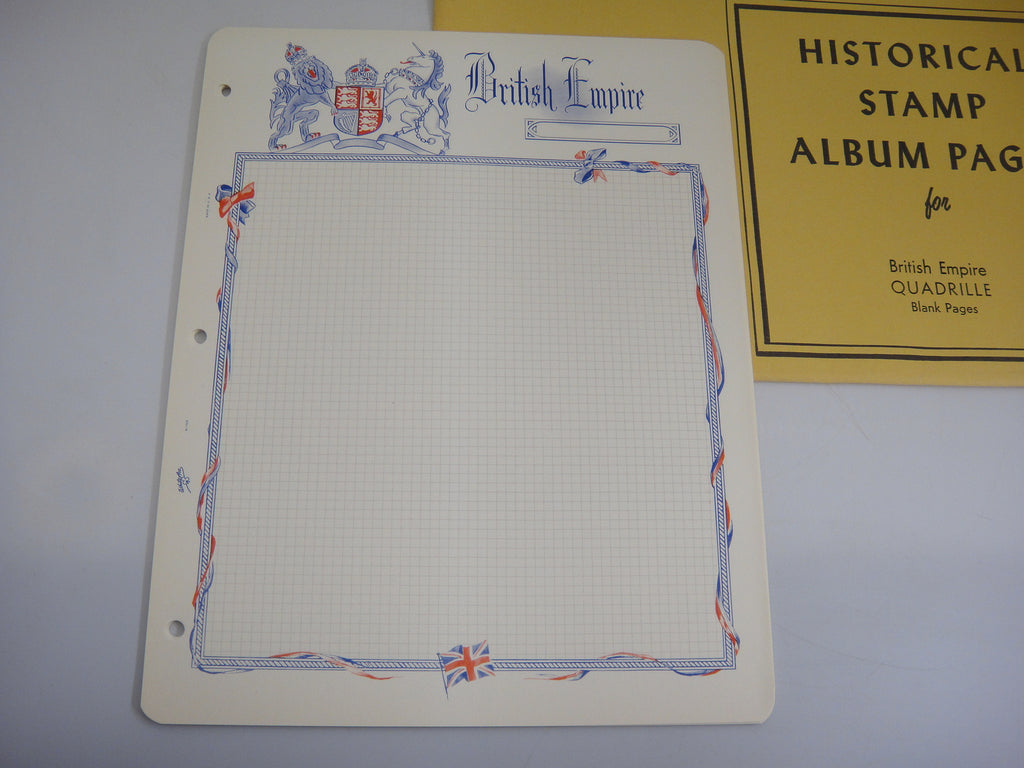 British Empire
HISTORICAL
STAMP
ALBUM PAG
for
British Empire
QUADRILLE
Blank Pages